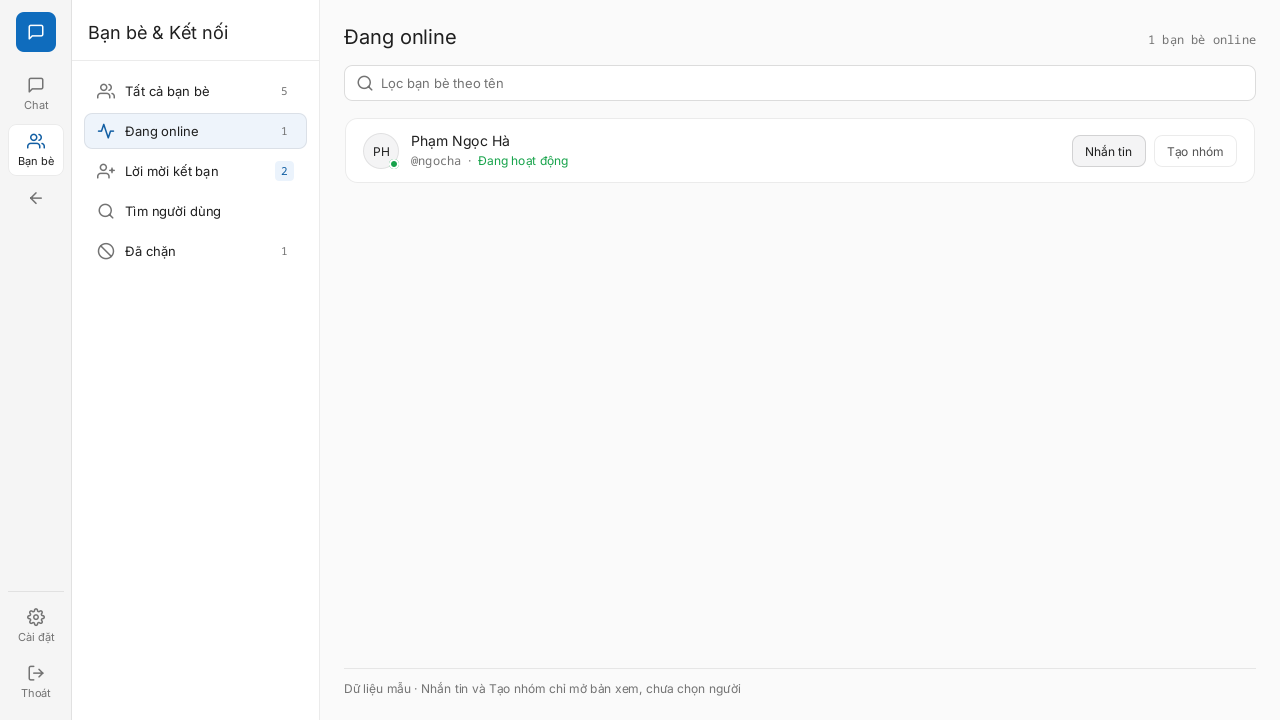 Chat
Bạn bè
Cài đặt
Thoát
Bạn bè & Kết nối
Tất cả bạn bè 5
Đang online 1
Lời mời kết bạn 2
Tìm người dùng
Đã chặn 1
Đang online
1 bạn bè online
Lọc bạn bè theo tên
PH
Phạm Ngọc Hà
@ngocha · Đang hoạt động
Nhắn tin
Tạo nhóm
Dữ liệu mẫu · Nhắn tin và Tạo nhóm chỉ mở bản xem, chưa chọn người